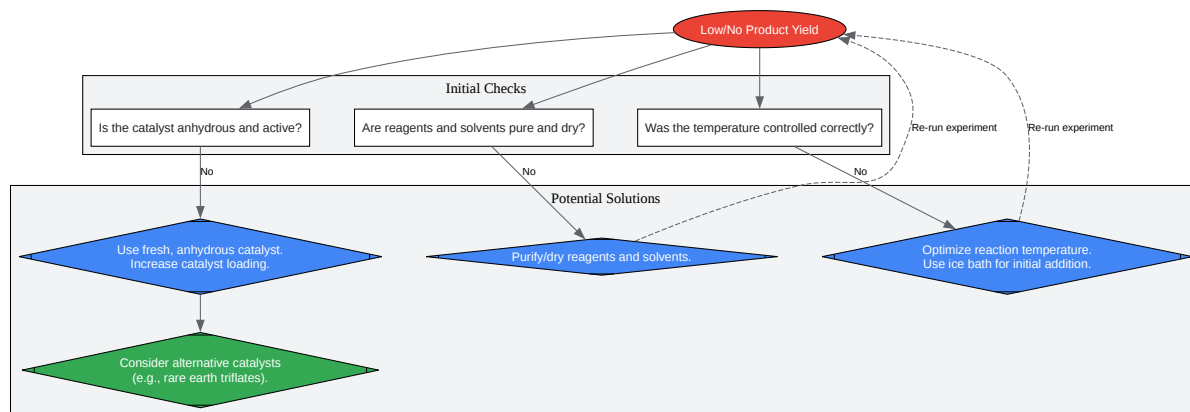 Low/No Product Yield
Initial Checks
Is the catalyst anhydrous and active?
Are reagents and solvents pure and dry?
Was the temperature controlled correctly?
Re-run experiment
Re-run experiment
No
No
No
Potential Solutions
Use fresh, anhydrous catalyst.
Increase catalyst loading.
Purify/dry reagents and solvents.
Optimize reaction temperature.
Use ice bath for initial addition.
Consider alternative catalysts
(e.g., rare earth triflates).